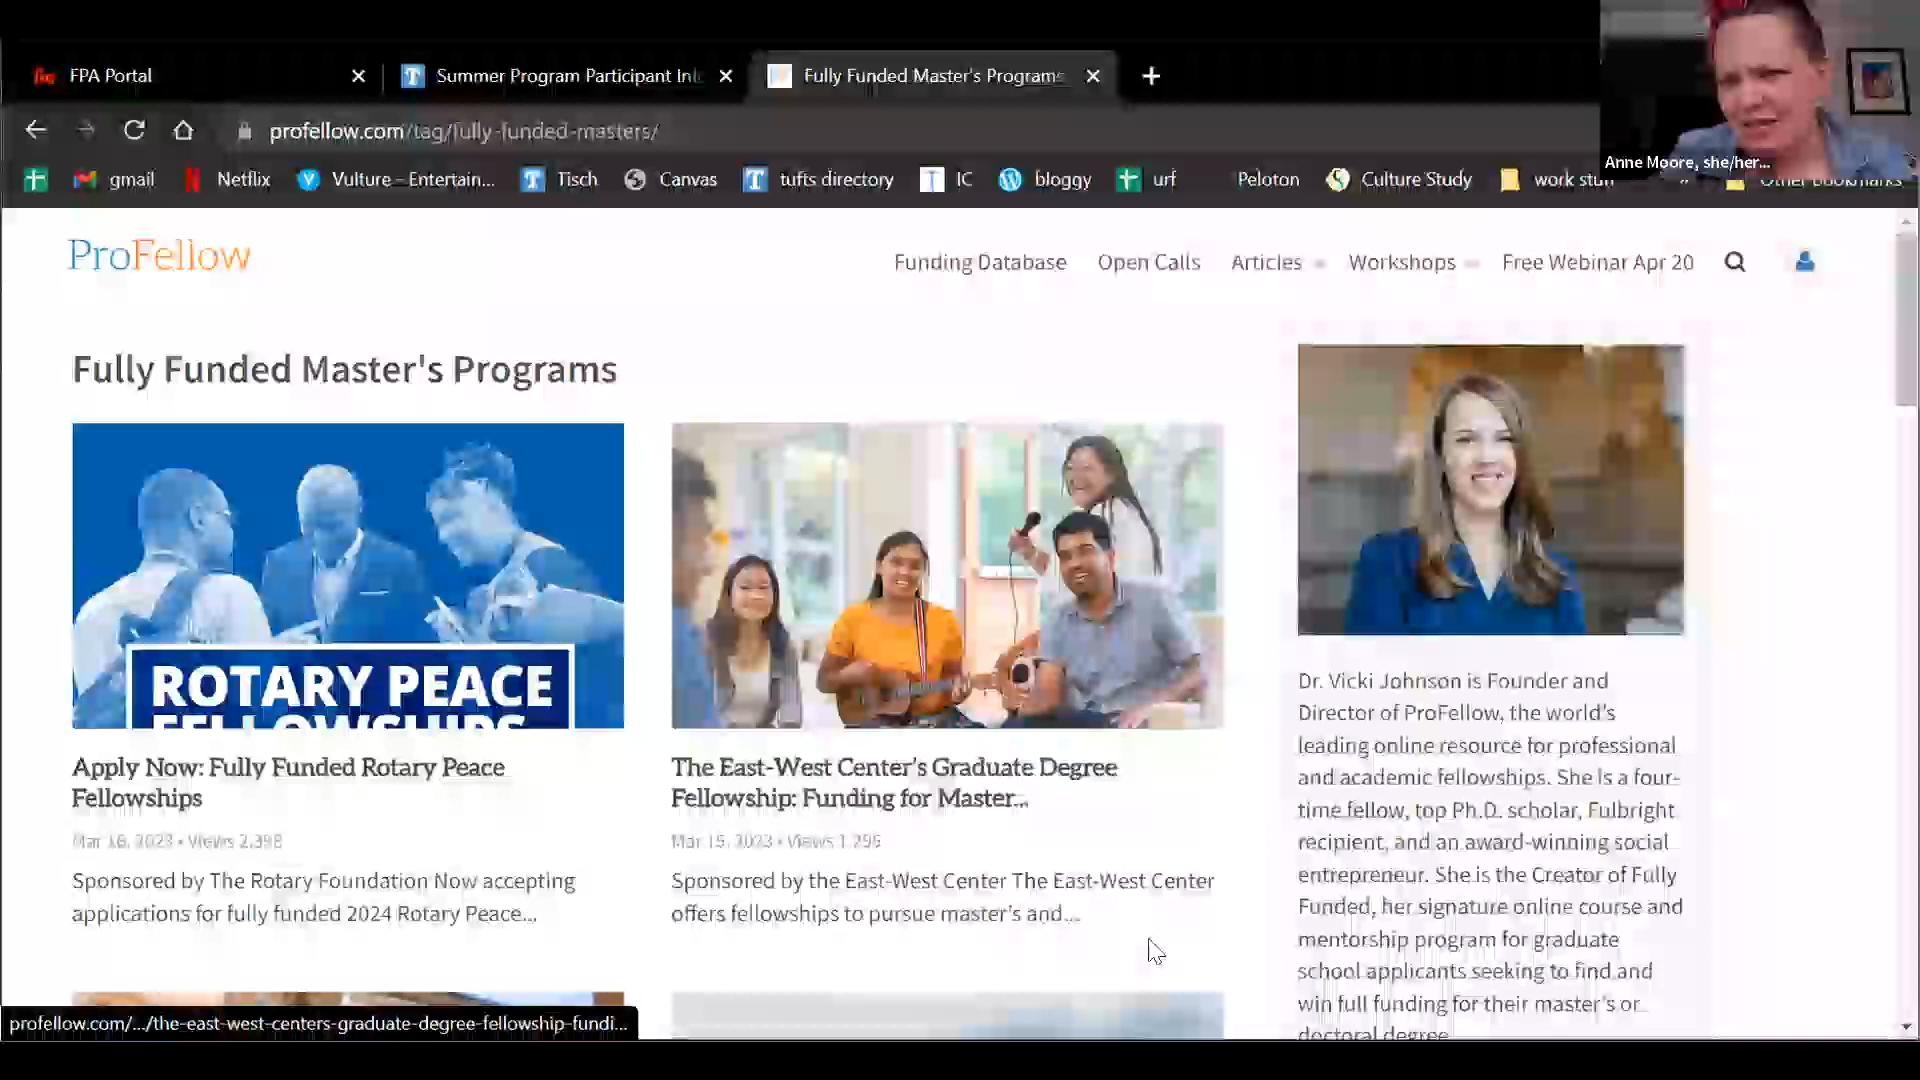 FPA Portal
Summer Program Participant Int
Fully Funded Master's Programs
profellow.com/tag/fully-funded-masters/
Anne Moore, she/her...
gmail
Netflix
Vulture – Entertain...
Tisch
Canvas
tufts directory
IC
bloggy
urf
Peloton
Culture Study
work stuff
»
Other bookmarks
ProFellow
Funding Database
Open Calls
Articles
Workshops
Free Webinar Apr 20
Fully Funded Master's Programs
ROTARY PEACE
FELLOWSHIPS
Apply Now: Fully Funded Rotary Peace
Fellowships
Mar 16, 2023 • Views 2,398
Sponsored by The Rotary Foundation Now accepting
applications for fully funded 2024 Rotary Peace...
The East-West Center's Graduate Degree
Fellowship: Funding for Master...
Mar 15, 2023 • Views 1,295
Sponsored by the East-West Center The East-West Center
offers fellowships to pursue master's and...
Dr. Vicki Johnson is Founder and
Director of ProFellow, the world's
leading online resource for professional
and academic fellowships. She is a four-
time fellow, top Ph.D. scholar, Fulbright
recipient, and an award-winning social
entrepreneur. She is the Creator of Fully
Funded, her signature online course and
mentorship program for graduate
school applicants seeking to find and
win full funding for their master's or
doctoral degree
profellow.com/.../the-east-west-centers-graduate-degree-fellowship-fundi...